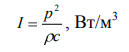 I = p²/ρc , Вт/м³